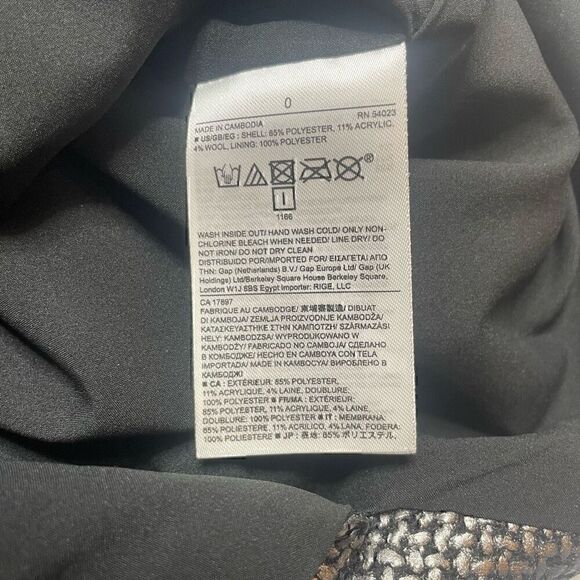 0
RN 54023
MADE IN CAMBODIA
■ US/GB/EG : SHELL: 85% POLYESTER, 11% ACRYLIC,
4% WOOL, LINING: 100% POLYESTER
®
I
1166
WASH INSIDE OUT/ HAND WASH COLD/ ONLY NON-
CHLORINE BLEACH WHEN NEEDED/ LINE DRY/ DO
NOT IRON/ DO NOT DRY CLEAN
DISTRIBUIDO POR/IMPORTED FOR/ ΕΙΣΑΓΕΤΑΙ ΑΠΌ
ΤΗΝ: Gap (Netherlands) B.V./ Gap Europe Ltd/ Gap (UK
Holdings) Ltd/Berkeley Square House Berkeley Square,
London W1J 6BS Egypt Importer: RIGE, LLC
CA 17897
FABRIQUE AU CAMBODGE/ 柬埔寨製造/ DIBUAT
DI KAMBOJA/ ZEMLJA PROIZVODNJE KAMBODŽA/
ΚΑΤΑΣΚΕΥΑΣΤΗΚΕ ΣΤΗΝ ΚΑΜΠΟΤΖΗ/ SZÁRMAZÁSI
HELY: KAMBODZSA/ WYPRODUKOWANO W
KAMBODŻY/ FABRICADO NO CAMBOJA/ СДЕЛАНО
В КОМБОДЖЕ/ HECHO EN CAMBOYA CON TELA
IMPORTADA/ MADE IN KAMBOCYA/ ВИРОБЛЕНО В
КАМБОДЖІ
■ CA : EXTÉRIEUR: 85% POLYESTER,
11% ACRYLIQUE, 4% LAINE, DOUBLURE:
100% POLYESTER ■ FR/MA : EXTÉRIEUR:
85% POLYESTER, 11% ACRYLIQUE, 4% LAINE,
DOUBLURE: 100% POLYESTER ■ IT : MEMBRANA:
85% POLIESTERE, 11% ACRILICO, 4% LANA, FODERA:
100% POLIESTERE ■ JP : 表地: 85% ポリエステル,